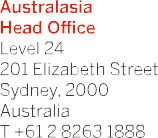 Australasia
Head Office
Level 24
201 Elizabeth Street
Sydney, 2000
Australia
T +61 2 8263 1888